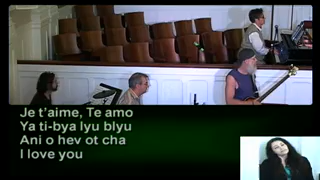 Je t'aime, Te amo
Ya ti-bya lyu blyu
Ani o hev ot cha
I love you